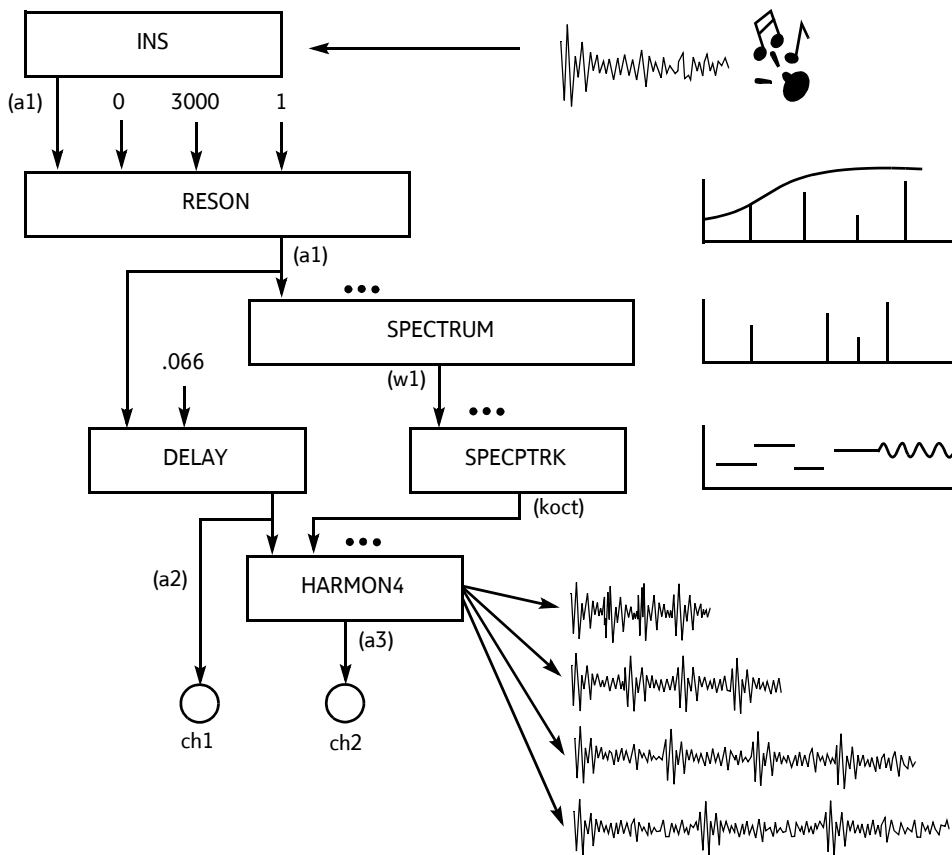 INS
(a1) 0 3000 1
RESON
(a1)
•••
SPECTRUM
.066
(w1)
•••
DELAY
SPECPTRK
(koct)
•••
(a2)
HARMON4
(a3)
ch1
ch2